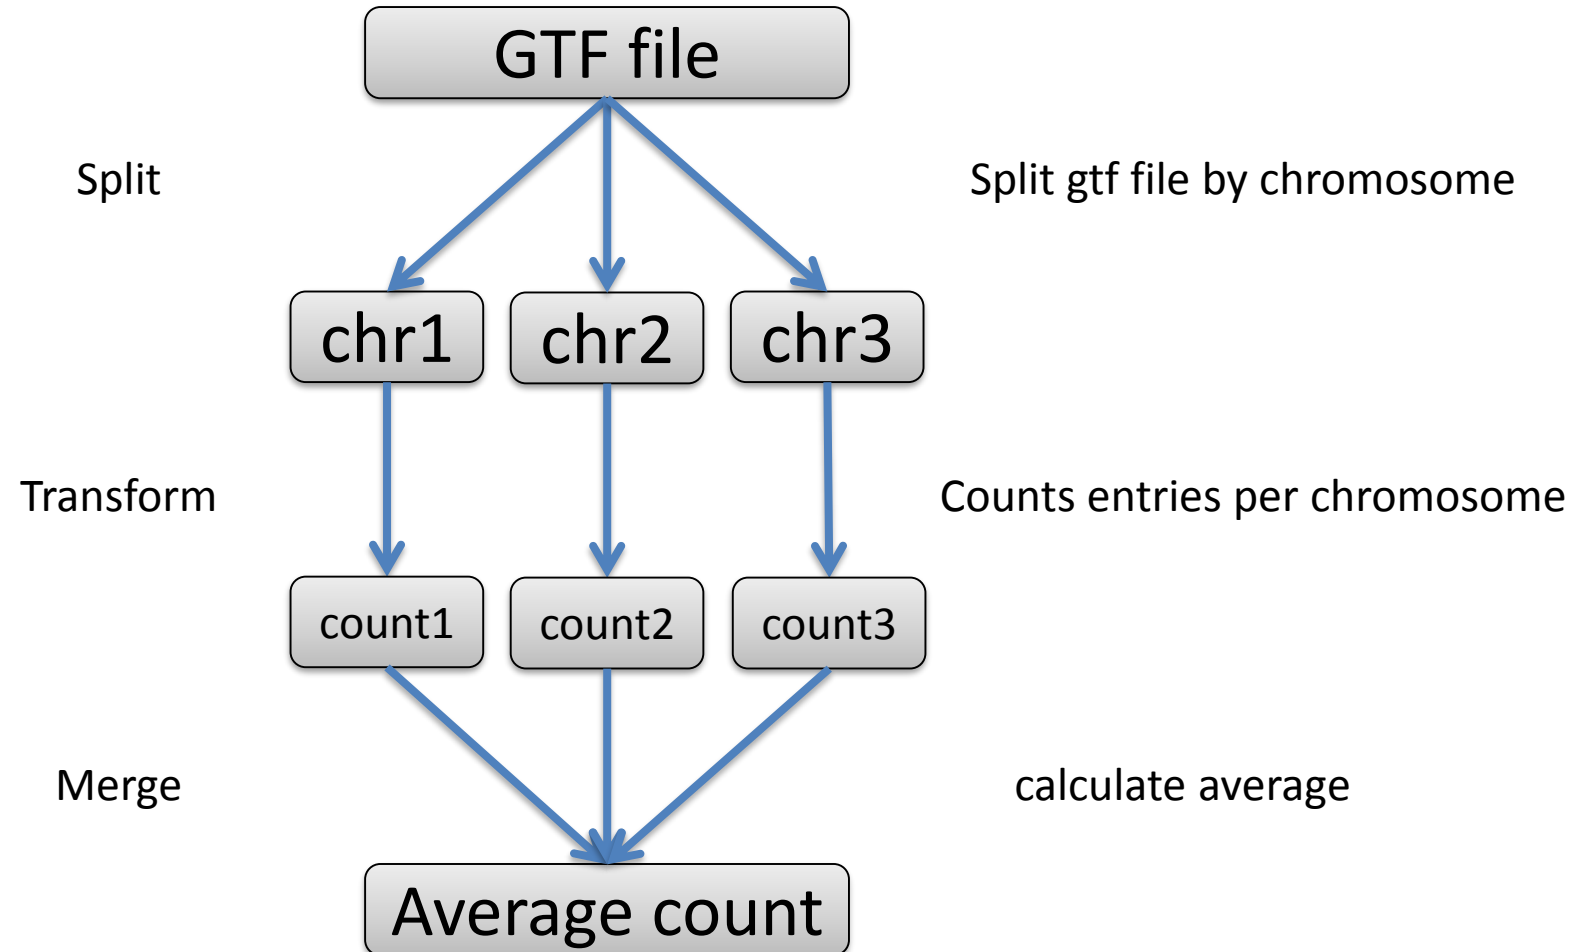 GTF file
Split
Split gtf file by chromosome
chr1
chr2
chr3
Transform
Counts entries per chromosome
count1
count2
count3
Merge
calculate average
Average count